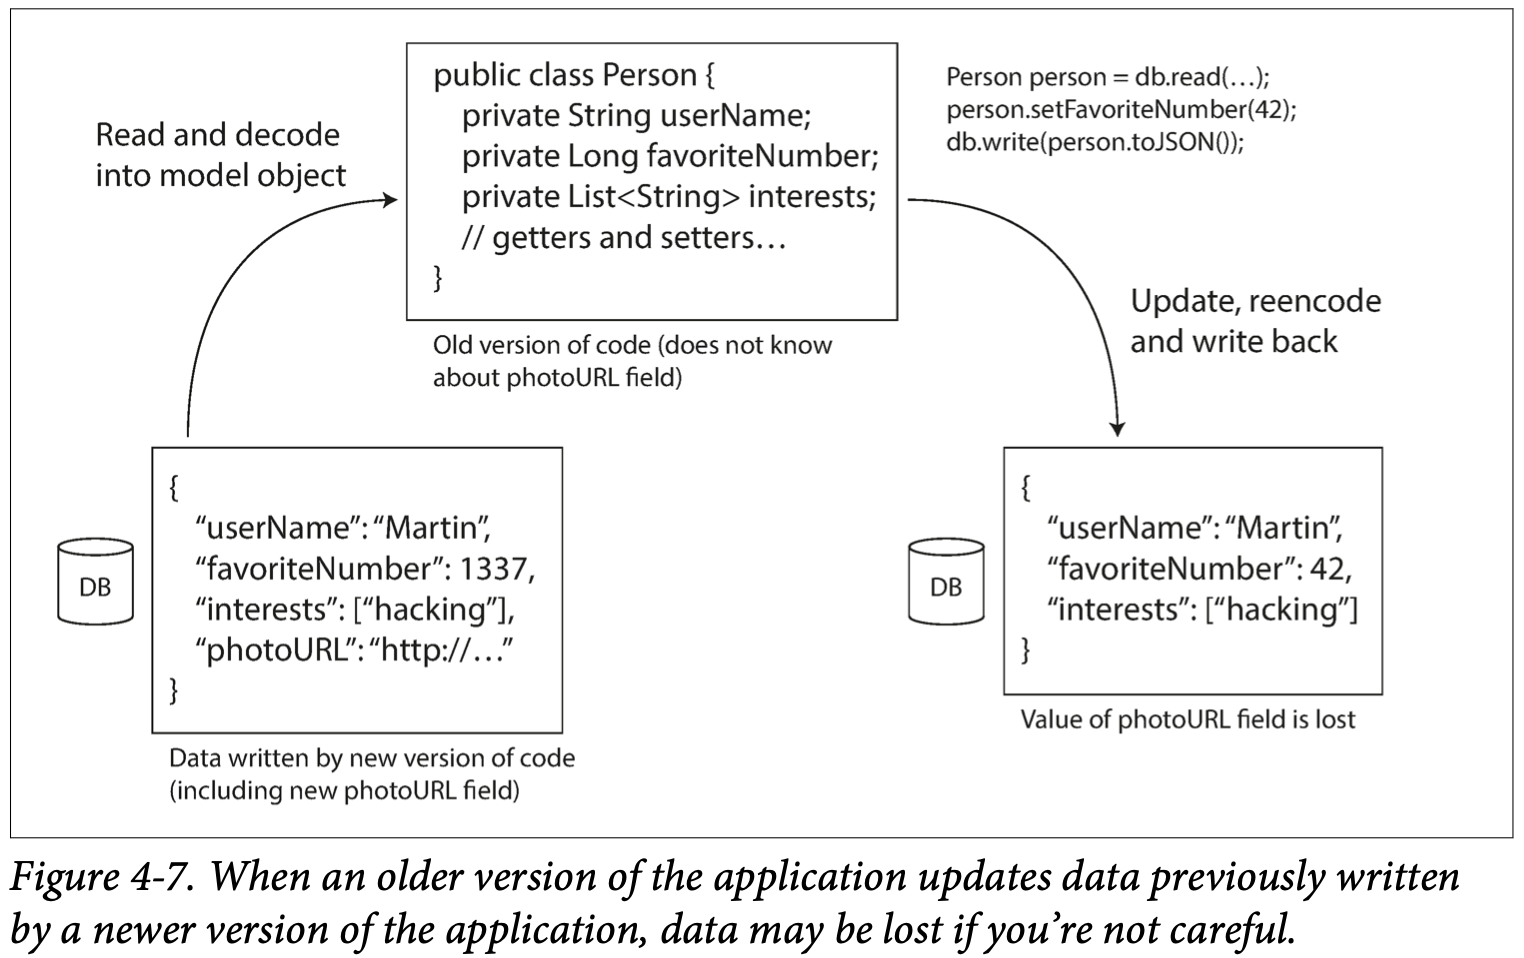 public class Person {
private String userName;
private Long favoriteNumber;
private List<String> interests;
// getters and setters…
}
Person person = db.read(…);
person.setFavoriteNumber(42);
db.write(person.toJSON());
Read and decode
into model object
Old version of code (does not know
about photoURL field)
Update, reencode
and write back
DB
{
“userName”: “Martin”,
“favoriteNumber”: 1337,
“interests”: [“hacking”],
“photoURL”: “http://…”
}
Data written by new version of code
(including new photoURL field)
DB
{
“userName”: “Martin”,
“favoriteNumber”: 42,
“interests”: [“hacking”]
}
Value of photoURL field is lost
Figure 4-7. When an older version of the application updates data previously written
by a newer version of the application, data may be lost if you’re not careful.